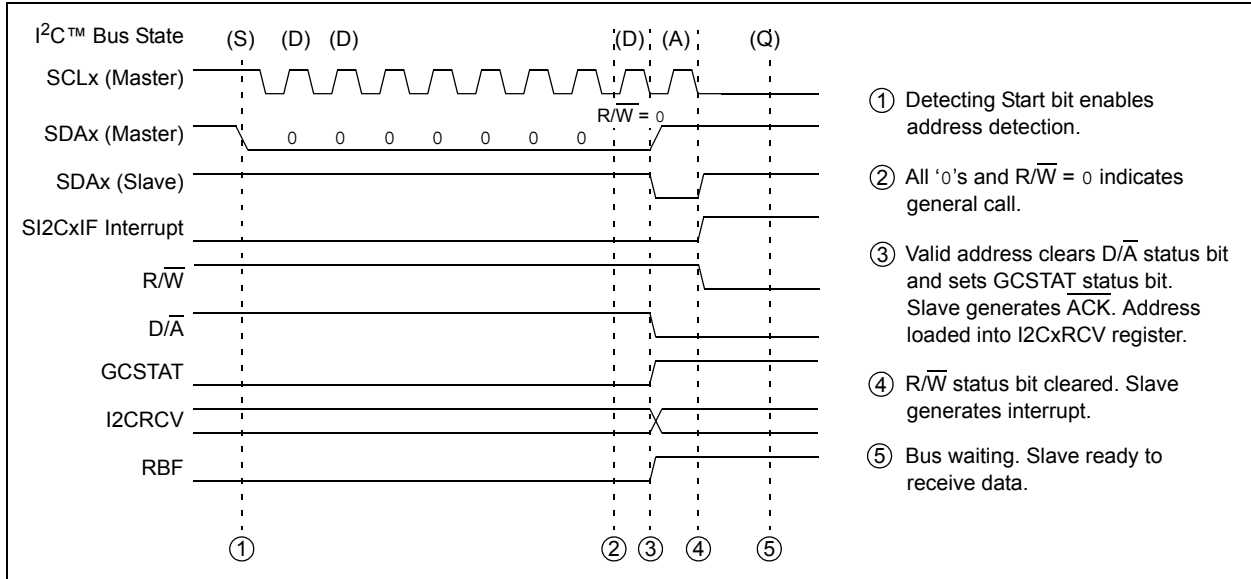 I²C™ Bus State (S) (D) (D) (D) (A) (Q)
SCLx (Master)
R/W̅ = 0
SDAx (Master) 0 0 0 0 0 0 0
SDAx (Slave)
SI2CxIF Interrupt
R/W̅
D/A̅
GCSTAT
I2CRCV
RBF
1 2 3 4 5
① Detecting Start bit enables
address detection.
② All ‘0’s and R/W̅ = 0 indicates
general call.
③ Valid address clears D/A̅ status bit
and sets GCSTAT status bit.
Slave generates A̅C̅K̅. Address
loaded into I2CxRCV register.
④ R/W̅ status bit cleared. Slave
generates interrupt.
⑤ Bus waiting. Slave ready to
receive data.